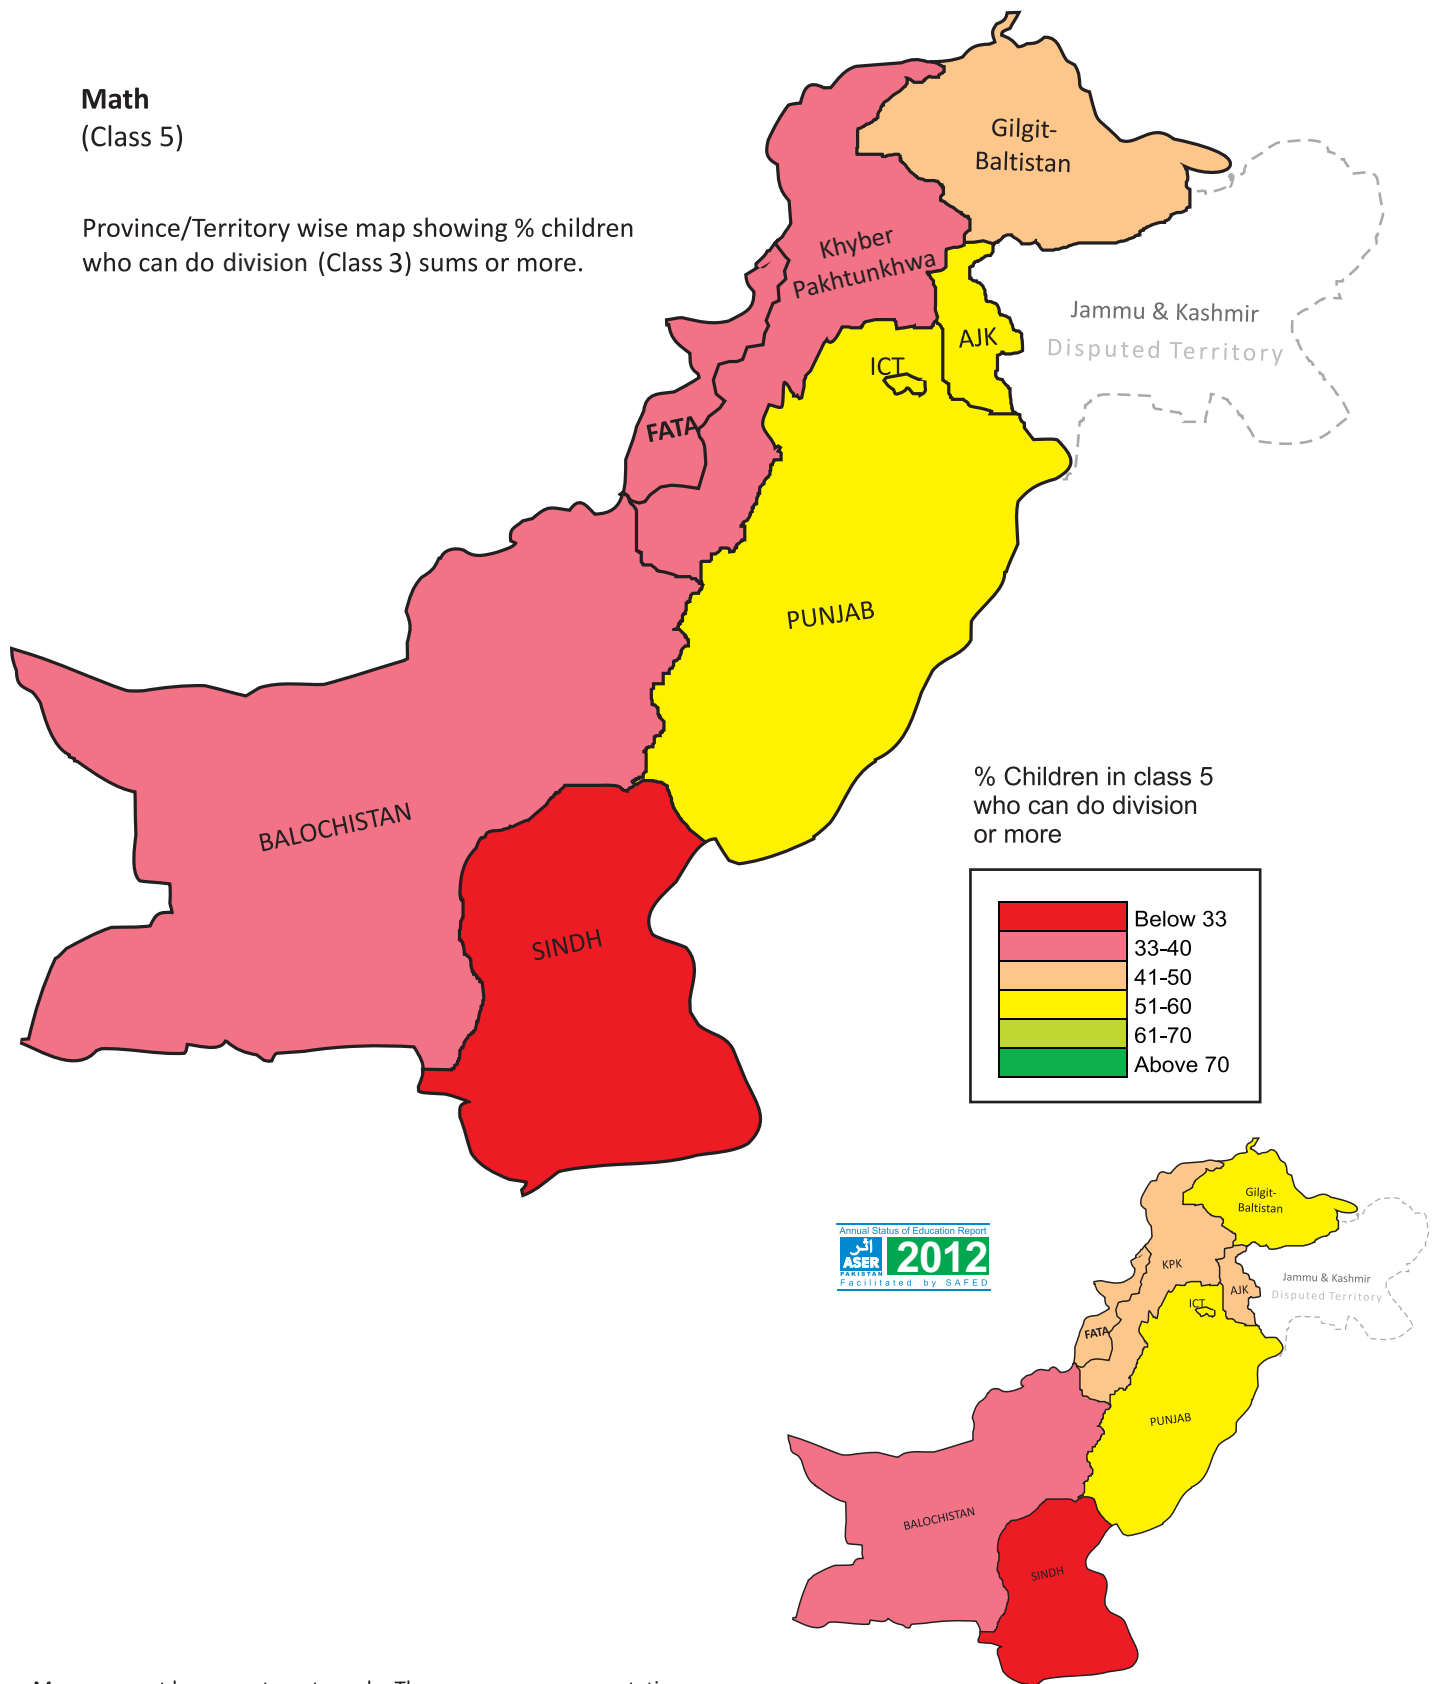 Math
(Class 5)
Province/Territory wise map showing % children
who can do division (Class 3) sums or more.
Gilgit-
Baltistan
Khyber
Pakhtunkhwa
Jammu & Kashmir
Disputed Territory
AJK
ICT
FATA
PUNJAB
BALOCHISTAN
SINDH
% Children in class 5
who can do division
or more
Below 33
33-40
41-50
51-60
61-70
Above 70
Annual Status of Education Report
اثر
ASER
PAKISTAN
2012
Facilitated by SAFED
Gilgit-
Baltistan
KPK
Jammu & Kashmir
Disputed Territory
AJK
ICT
FATA
PUNJAB
BALOCHISTAN
SINDH